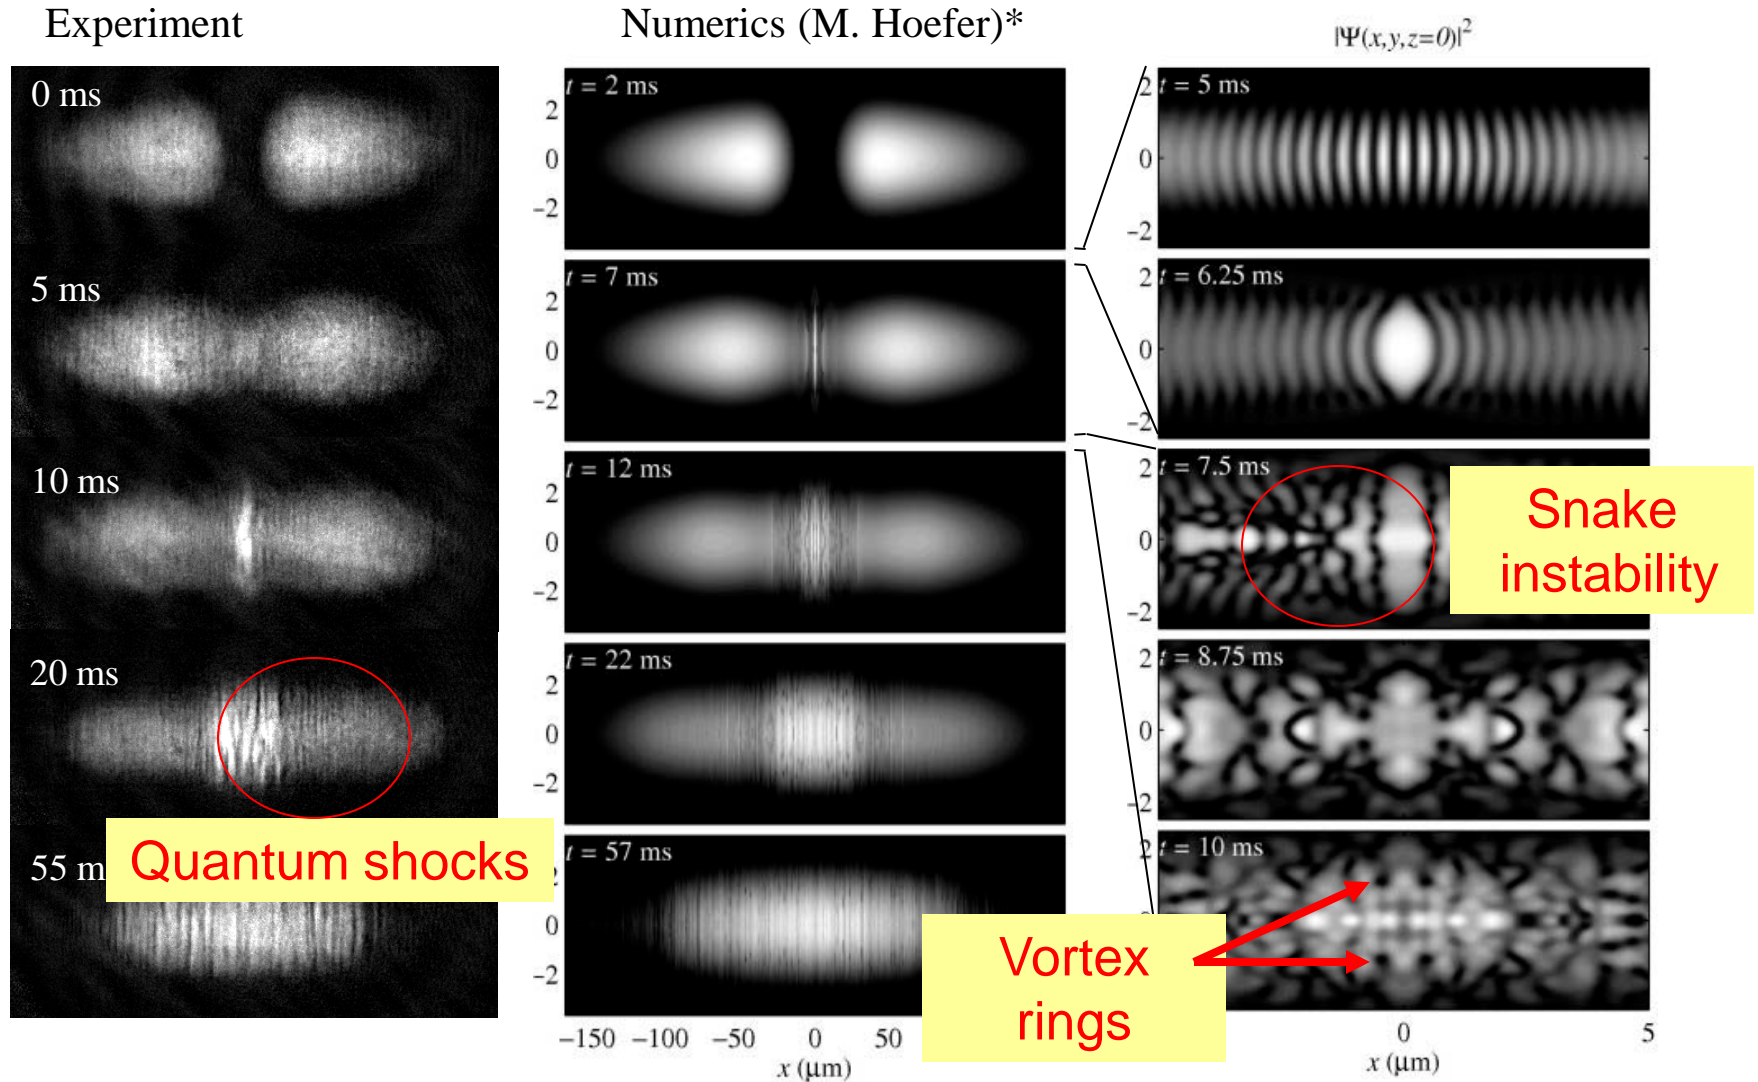 Experiment
Numerics (M. Hoefer)*
|Ψ(x,y,z=0)|²
0 ms
5 ms
10 ms
20 ms
55 m
Quantum shocks
t = 2 ms
2
0
−2
t = 7 ms
2
0
−2
t = 12 ms
2
0
−2
t = 22 ms
2
0
−2
t = 57 ms
0
−2
−150 −100 −50 0 50
x (μm)
2 t = 5 ms
0
−2
2 t = 6.25 ms
0
−2
2 t = 7.5 ms
0
−2
Snake
instability
2 t = 8.75 ms
0
−2
2 t = 10 ms
Vortex
rings
0 5
x (μm)